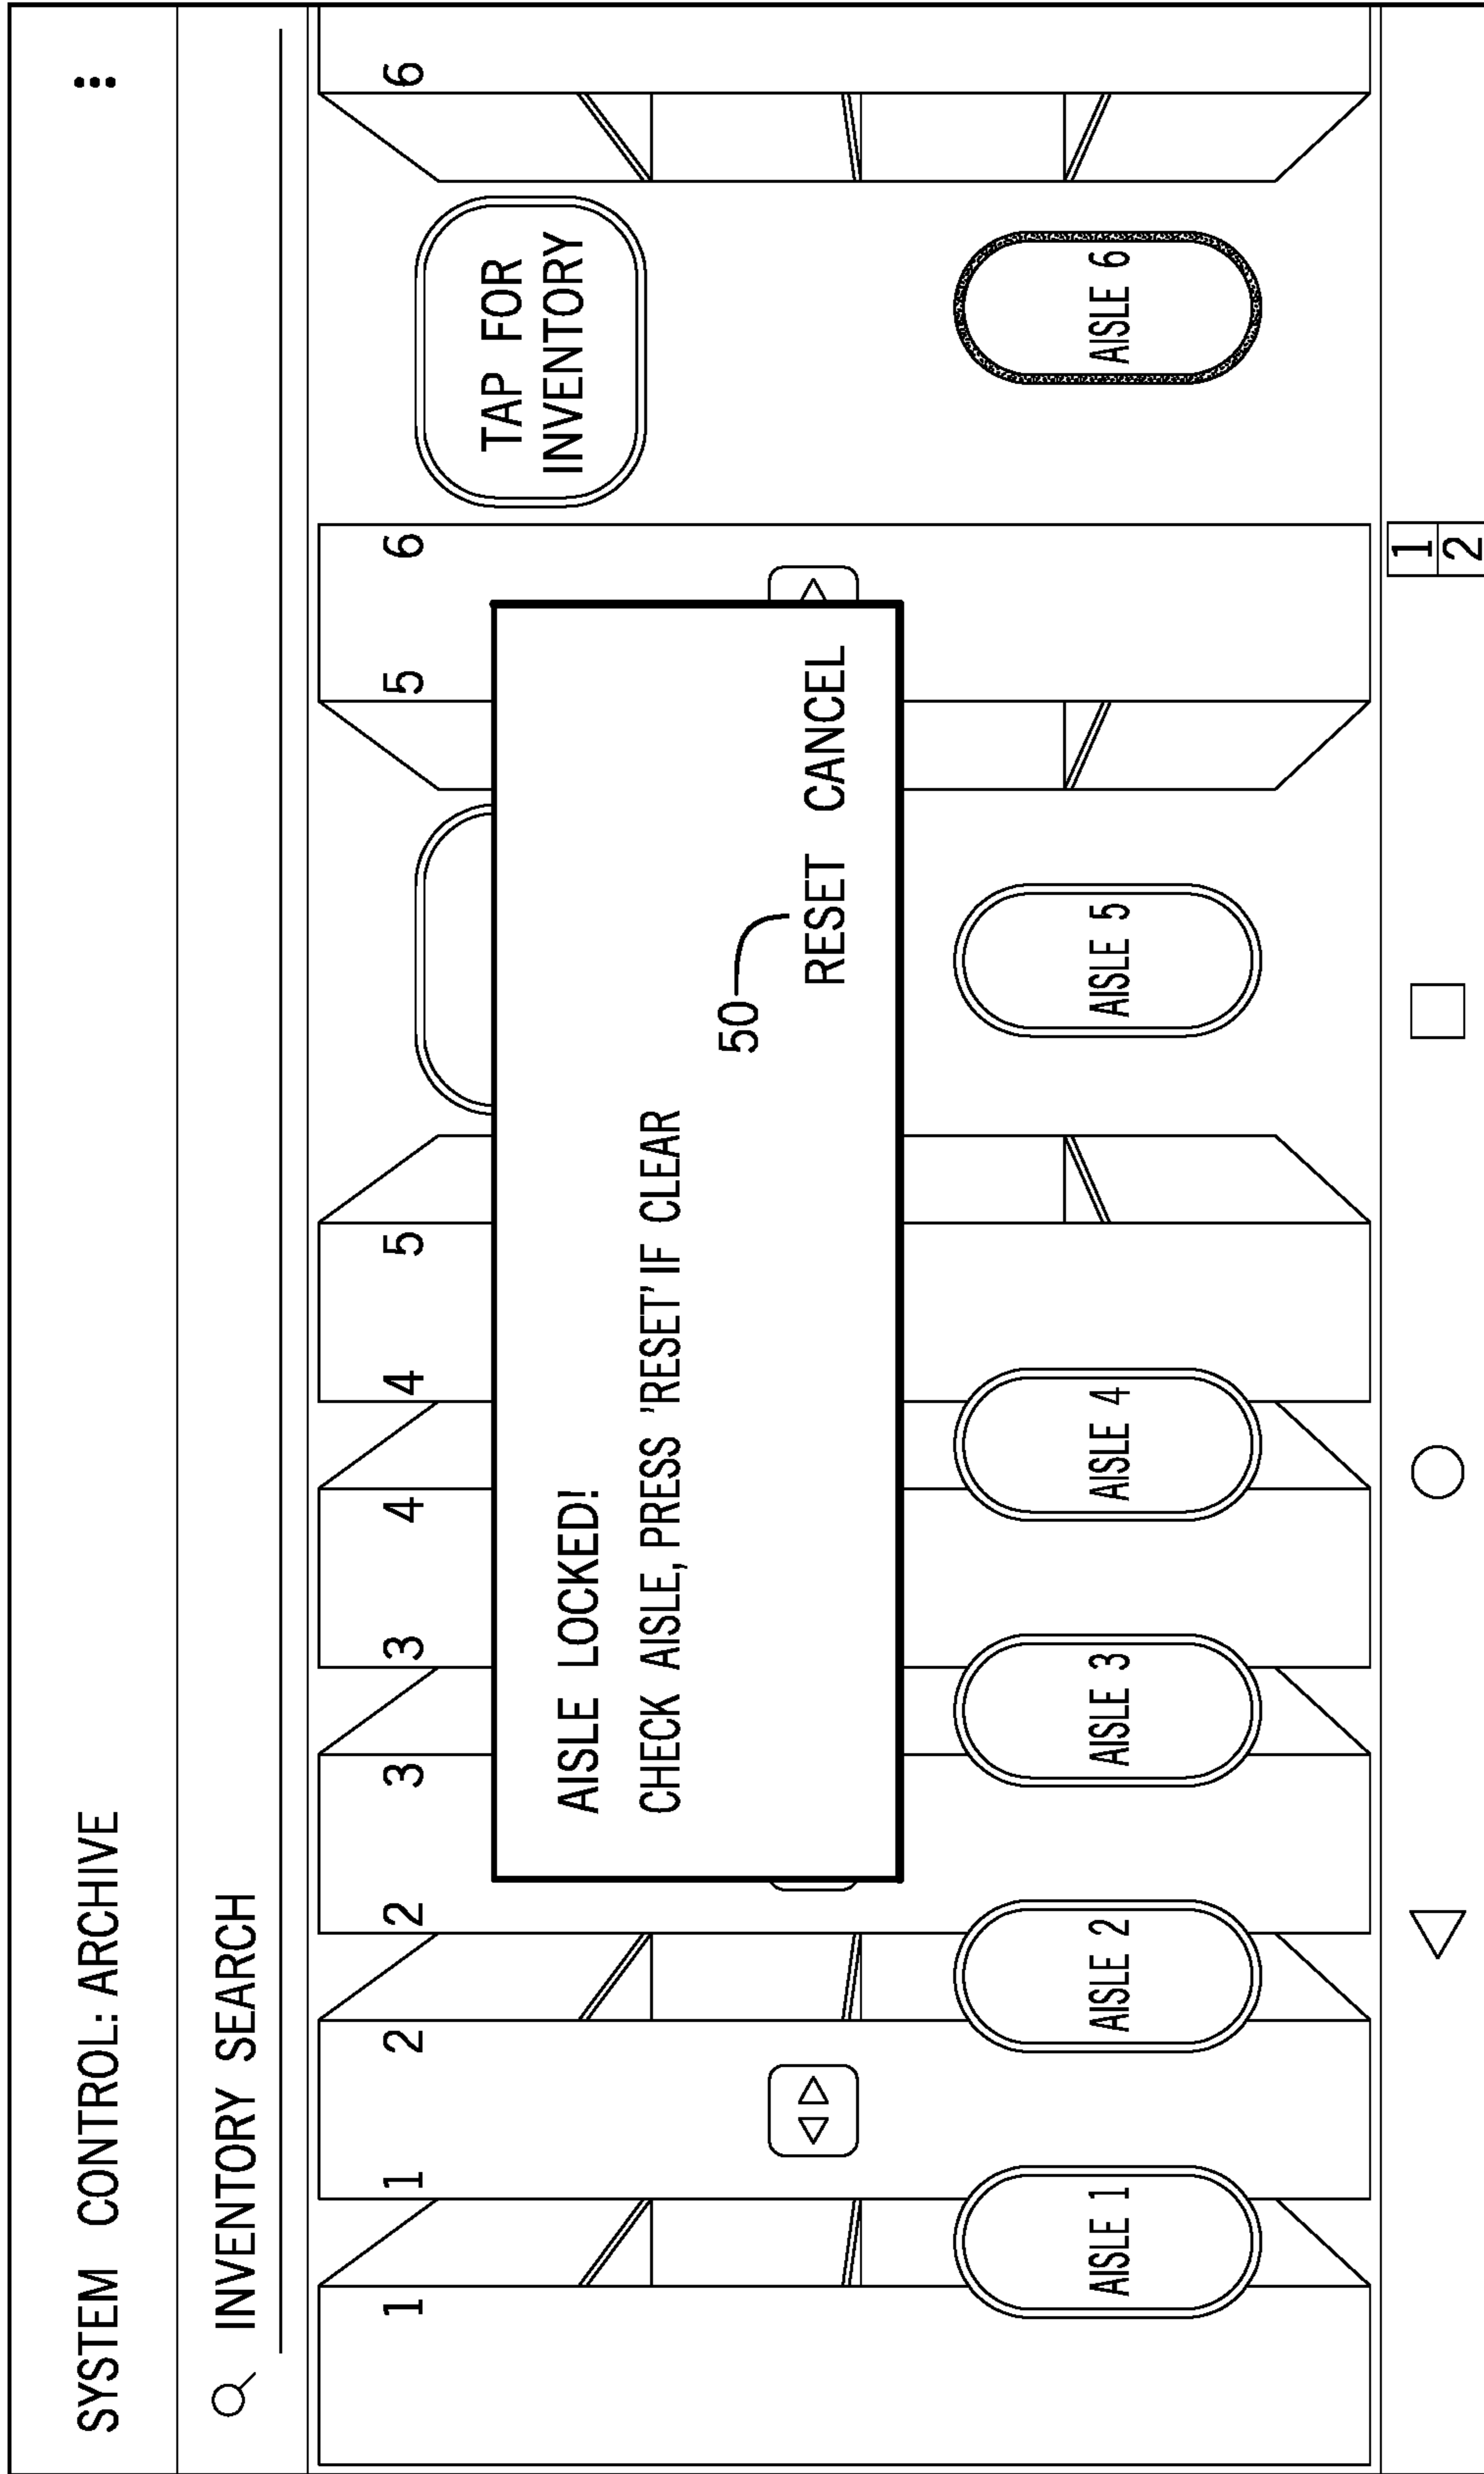 SYSTEM CONTROL: ARCHIVE
INVENTORY SEARCH
1 1 2 2 3 3 4 4 5 5 6 6
TAP FOR
INVENTORY
AISLE LOCKED!
CHECK AISLE, PRESS 'RESET' IF CLEAR
50
RESET CANCEL
AISLE 1 AISLE 2 AISLE 3 AISLE 4 AISLE 5 AISLE 6
1
2